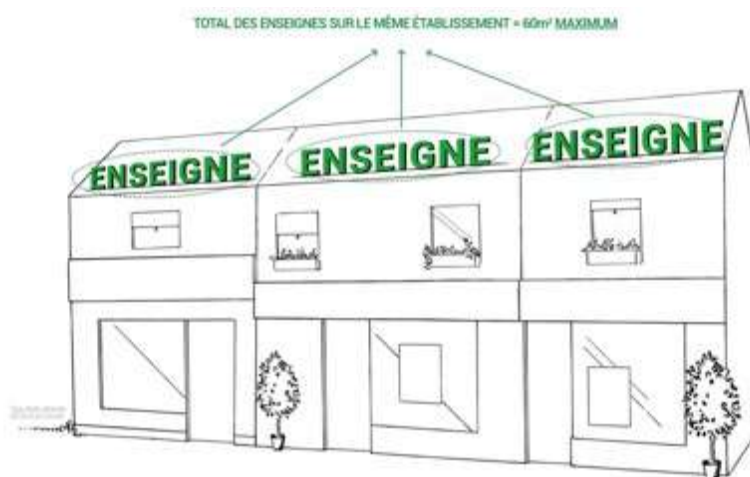 TOTAL DES ENSEIGNES SUR LE MÊME ÉTABLISSEMENT = 60m² MAXIMUM
ENSEIGNE
ENSEIGNE
ENSEIGNE